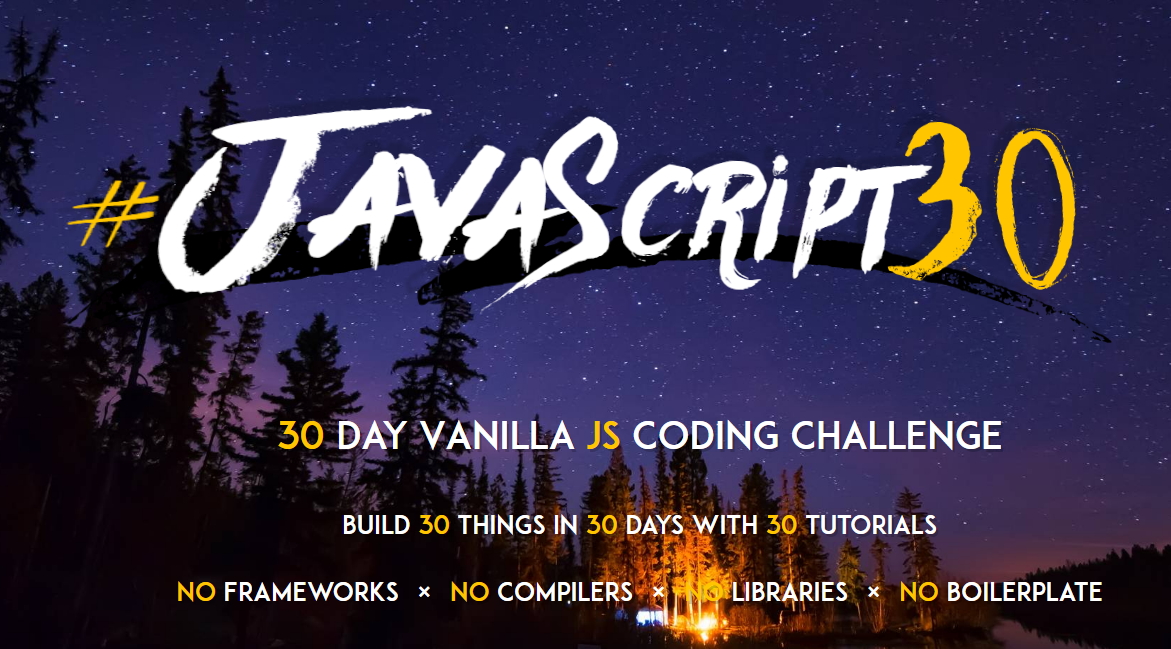 #JavaScript30
30 DAY VANILLA JS CODING CHALLENGE
BUILD 30 THINGS IN 30 DAYS WITH 30 TUTORIALS
NO FRAMEWORKS × NO COMPILERS × NO LIBRARIES × NO BOILERPLATE